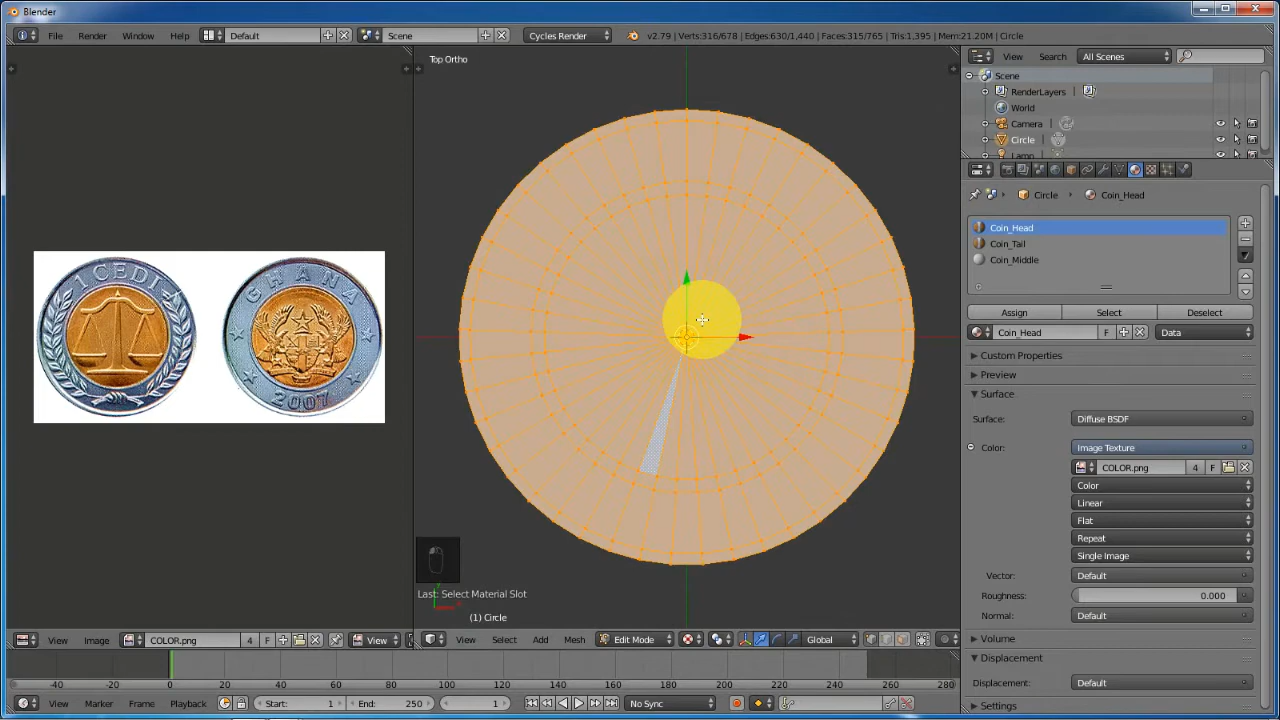 Blender
File Render Window Help Default Scene Cycles Render v2.79 | Verts:316/678 | Edges:630/1,440 | Faces:315/765 | Tris:1,395 | Mem:21.20M | Circle
View Search All Scenes
Top Ortho
Scene
RenderLayers
World
Camera
Circle
Lamp
Circle Coin_Head
Coin_Head
Coin_Tail
Coin_Middle
Assign Select Deselect
Coin_Head F Data
Custom Properties
Preview
Surface
Surface: Diffuse BSDF
Color: Image Texture
COLOR.png 4 F
Color
Linear
Flat
Repeat
Single Image
Vector: Default
Roughness: 0.000
Normal: Default
Volume
Displacement
Displacement: Default
Settings
1 CEDI
GHANA
2007
Last: Select Material Slot
(1) Circle
View Image COLOR.png 4 F View
View Select Add Mesh Edit Mode Global
-40 -20 0 20 40 60 80 100 120 140 160 180 200 220 240 260 280
View Marker Frame Playback Start: 1 End: 250 1 No Sync